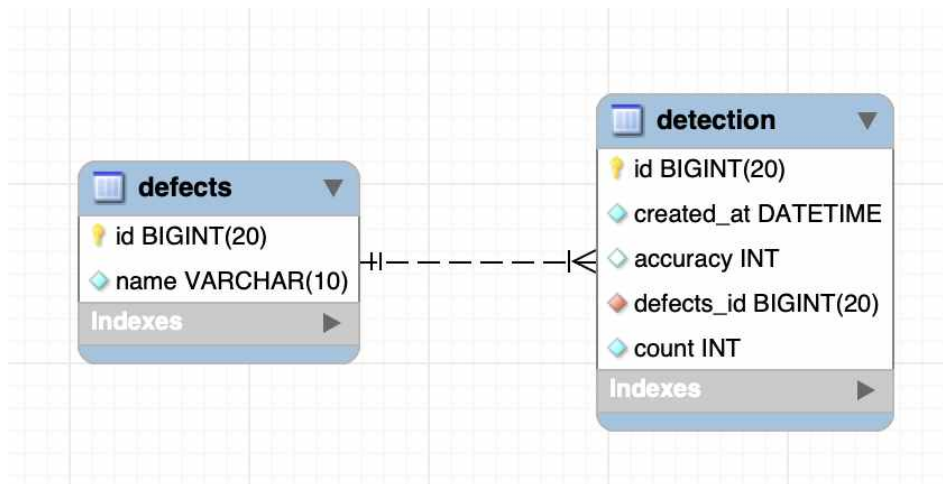 defects
id BIGINT(20)
name VARCHAR(10)
Indexes
detection
id BIGINT(20)
created_at DATETIME
accuracy INT
defects_id BIGINT(20)
count INT
Indexes